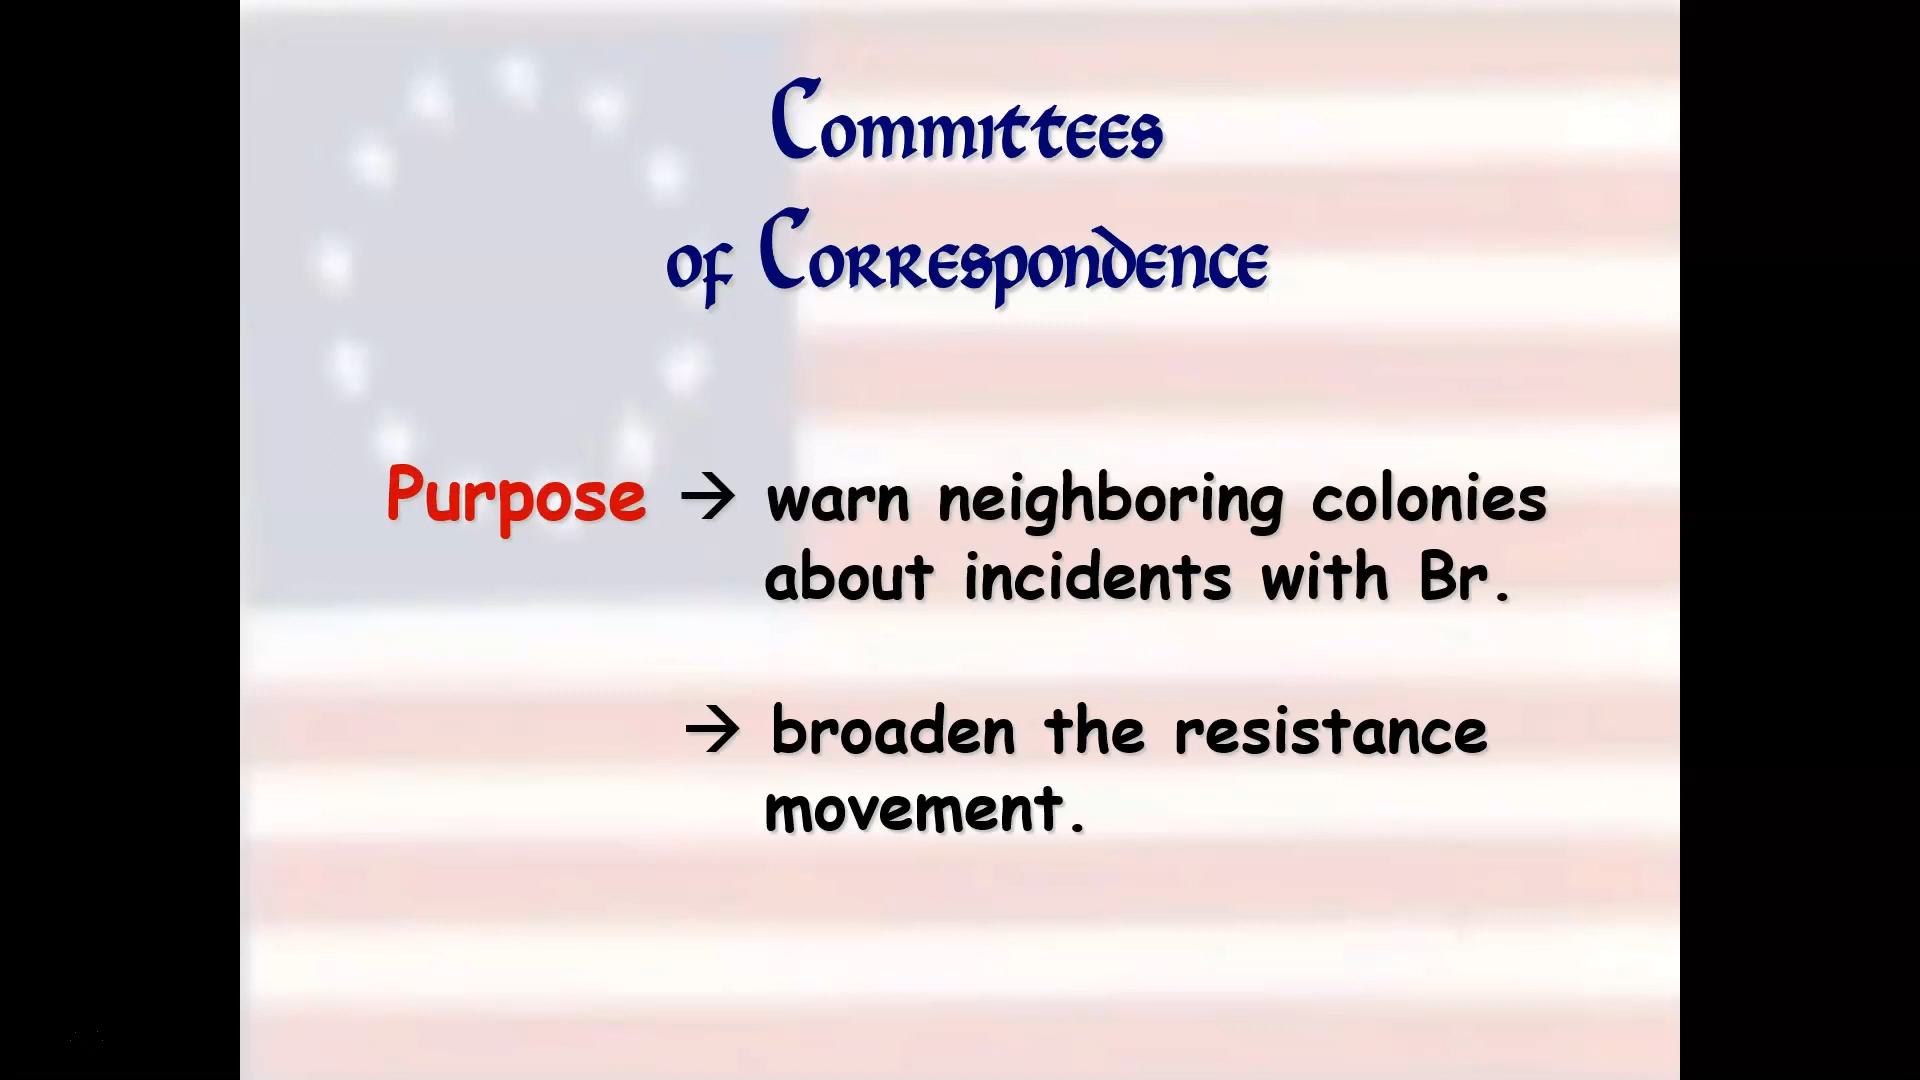 Committees
of Correspondence
Purpose → warn neighboring colonies
about incidents with Br.
→ broaden the resistance
movement.